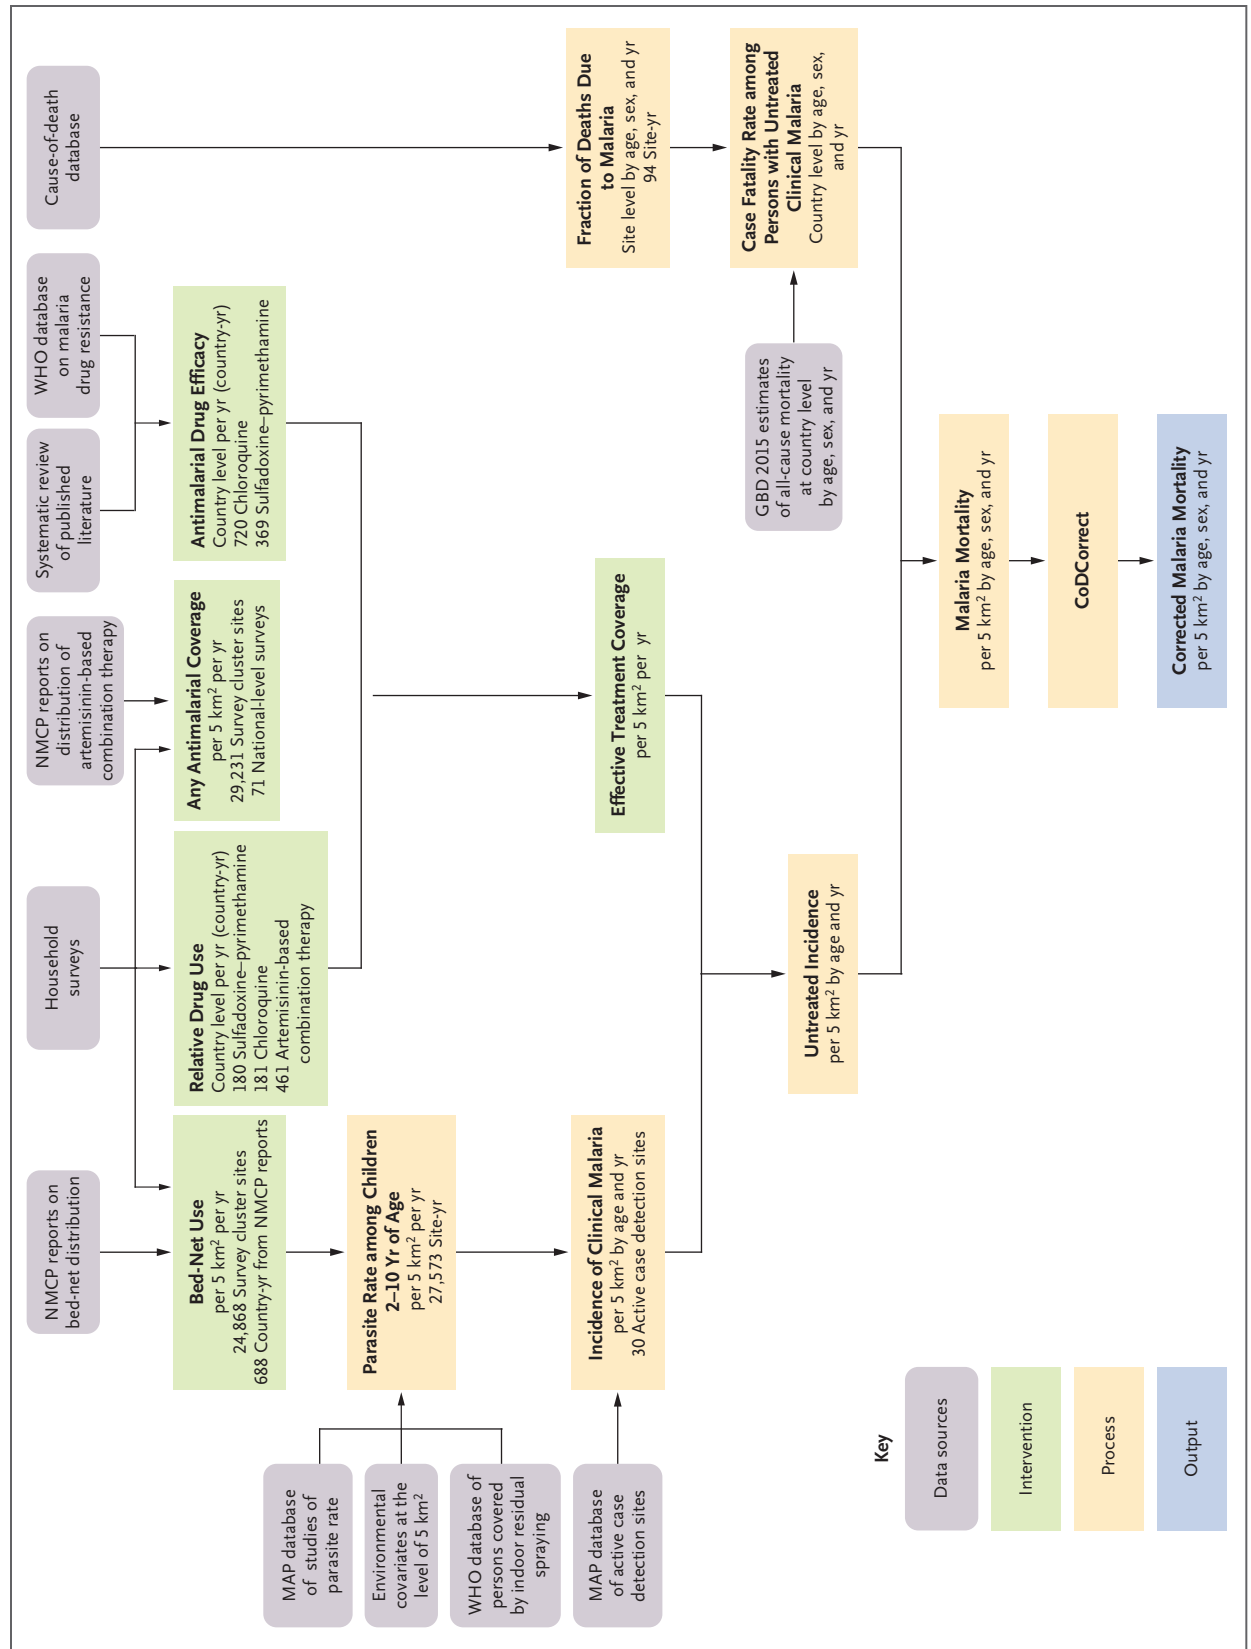 NMCP reports on
bed-net distribution
Household
surveys
NMCP reports on
distribution of
artemisinin-based
combination therapy
Systematic review
of published
literature
WHO database
on malaria
drug resistance
Cause-of-death
database
Bed-Net Use
per 5 km² per yr
24,868 Survey cluster sites
688 Country-yr from NMCP reports
Relative Drug Use
Country level per yr (country-yr)
180 Sulfadoxine–pyrimethamine
181 Chloroquine
461 Artemisinin-based
combination therapy
Any Antimalarial Coverage
per 5 km² per yr
29,231 Survey cluster sites
71 National-level surveys
Antimalarial Drug Efficacy
Country level per yr (country-yr)
720 Chloroquine
369 Sulfadoxine–pyrimethamine
MAP database
of studies of
parasite rate
Environmental
covariates at the
level of 5 km²
WHO database of
persons covered
by indoor residual
spraying
Parasite Rate among Children
2–10 Yr of Age
per 5 km² per yr
27,573 Site-yr
MAP database
of active case
detection sites
Incidence of Clinical Malaria
per 5 km² by age and yr
30 Active case detection sites
Effective Treatment Coverage
per 5 km² per yr
Fraction of Deaths Due
to Malaria
Site level by age, sex, and yr
94 Site-yr
GBD 2015 estimates
of all-cause mortality
at country level
by age, sex, and yr
Case Fatality Rate among
Persons with Untreated
Clinical Malaria
Country level by age, sex,
and yr
Untreated Incidence
per 5 km² by age and yr
Malaria Mortality
per 5 km² by age, sex, and yr
CoDCorrect
Corrected Malaria Mortality
per 5 km² by age, sex, and yr
Key
Data sources
Intervention
Process
Output